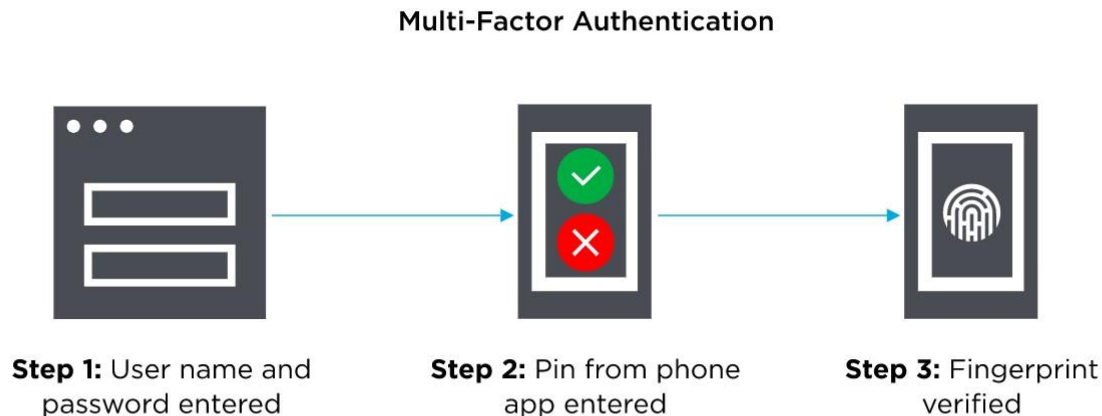 Multi-Factor Authentication
Step 1: User name and
password entered
Step 2: Pin from phone
app entered
Step 3: Fingerprint
verified